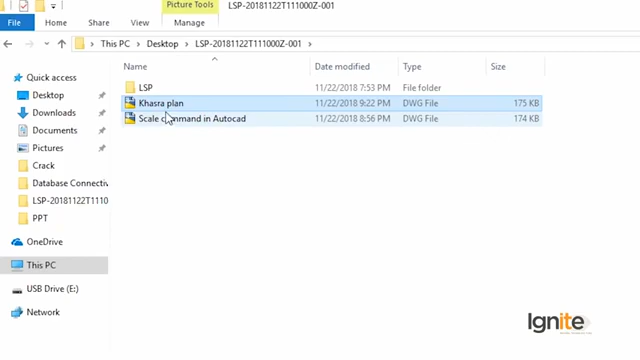 Picture Tools
LSP-20181122T111000Z-001
File
Home
Share
View
Manage
This PC
Desktop
LSP-20181122T111000Z-001
Name
Date modified
Type
Size
Quick access
Desktop
Downloads
Documents
Pictures
Crack
Database Connectiv
LSP-20181122T1110
PPT
OneDrive
This PC
USB Drive (E:)
Network
LSP
11/22/2018 7:53 PM
File folder
Khasra plan
11/22/2018 9:22 PM
DWG File
175 KB
Scale command in Autocad
11/22/2018 8:56 PM
DWG File
174 KB
Ignite